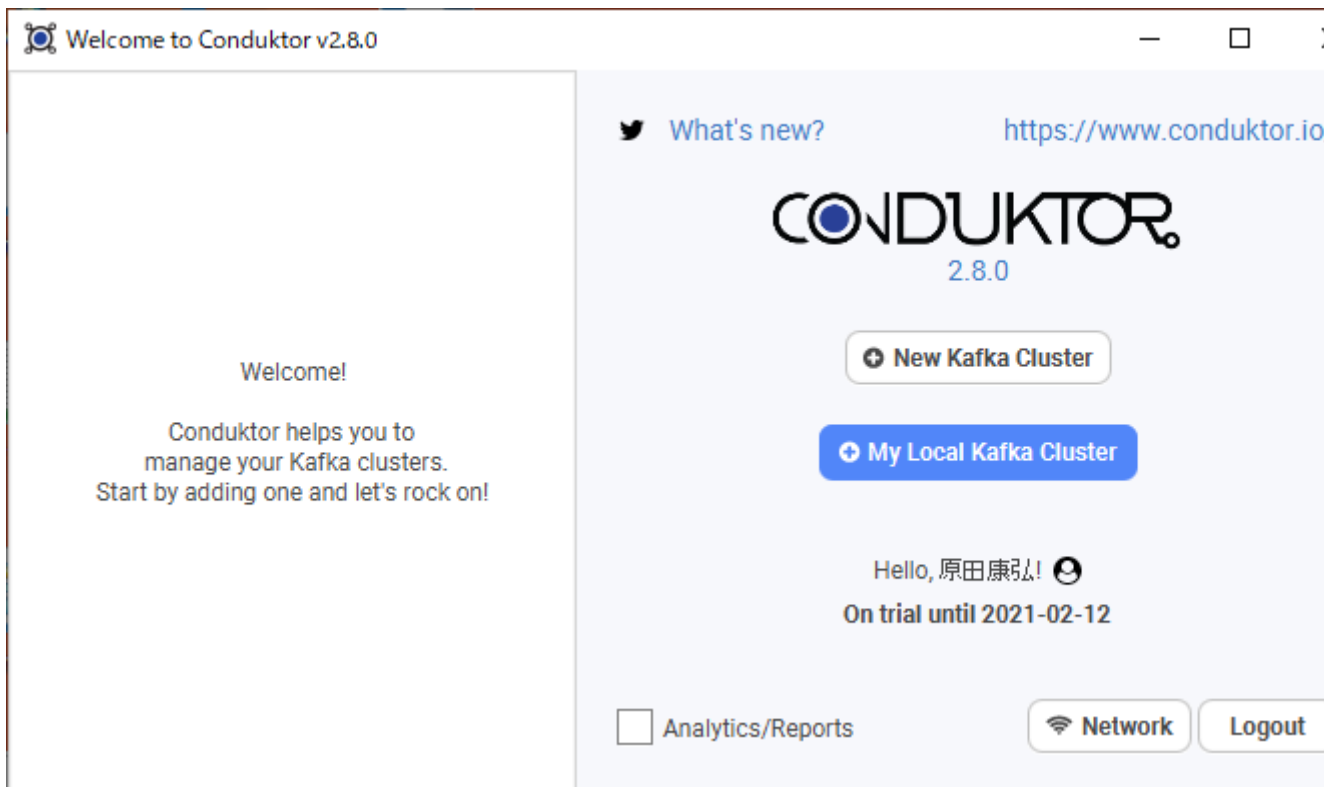 Welcome to Conduktor v2.8.0
What's new?
https://www.conduktor.io
CONDUKTOR
2.8.0
New Kafka Cluster
My Local Kafka Cluster
Welcome!
Conduktor helps you to
manage your Kafka clusters.
Start by adding one and let's rock on!
Hello, 原田康弘!
On trial until 2021-02-12
Analytics/Reports
Network
Logout